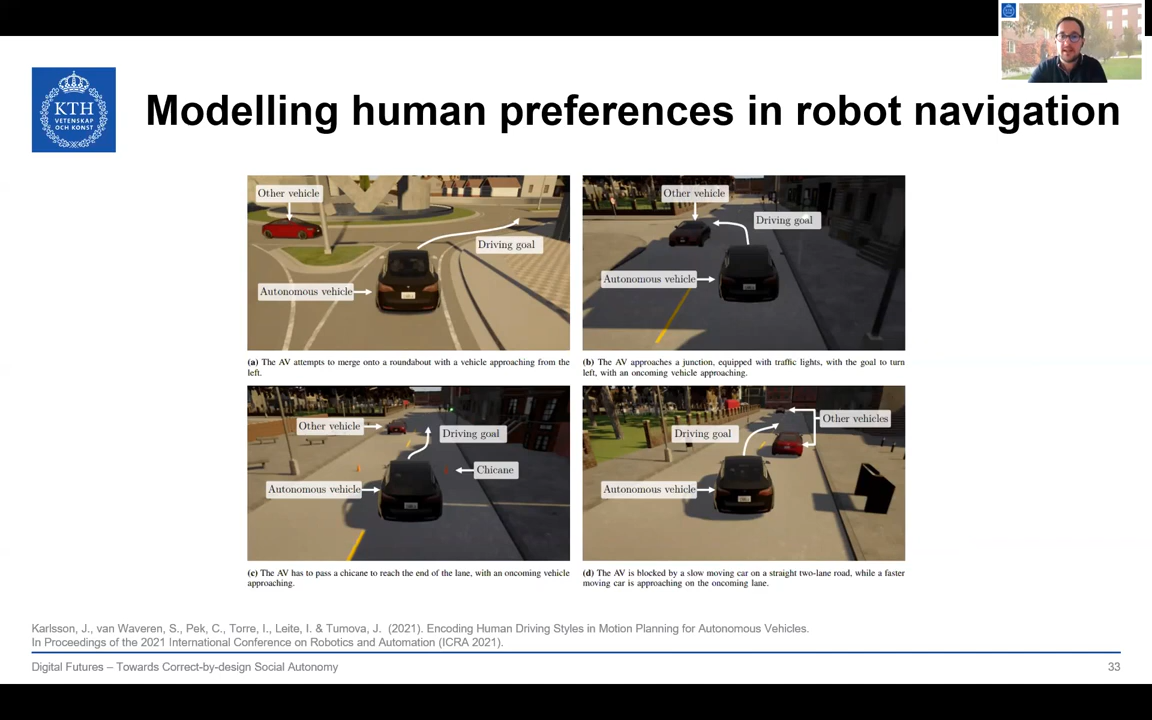 KTH
VETENSKAP
OCH KONST
Modelling human preferences in robot navigation
Other vehicle
Driving goal
Autonomous vehicle
(a) The AV attempts to merge onto a roundabout with a vehicle approaching from the
left.
Other vehicle
Driving goal
Autonomous vehicle
(b) The AV approaches a junction, equipped with traffic lights, with the goal to turn
left, with an oncoming vehicle approaching.
Other vehicle
Driving goal
Chicane
Autonomous vehicle
(c) The AV has to pass a chicane to reach the end of the lane, with an oncoming vehicle
approaching.
Other vehicles
Driving goal
Autonomous vehicle
(d) The AV is blocked by a slow moving car on a straight two-lane road, while a faster
moving car is approaching on the oncoming lane.
Karlsson, J., van Waveren, S., Pek, C., Torre, I., Leite, I. & Tumova, J. (2021). Encoding Human Driving Styles in Motion Planning for Autonomous Vehicles.
In Proceedings of the 2021 International Conference on Robotics and Automation (ICRA 2021).
Digital Futures – Towards Correct-by-design Social Autonomy
33